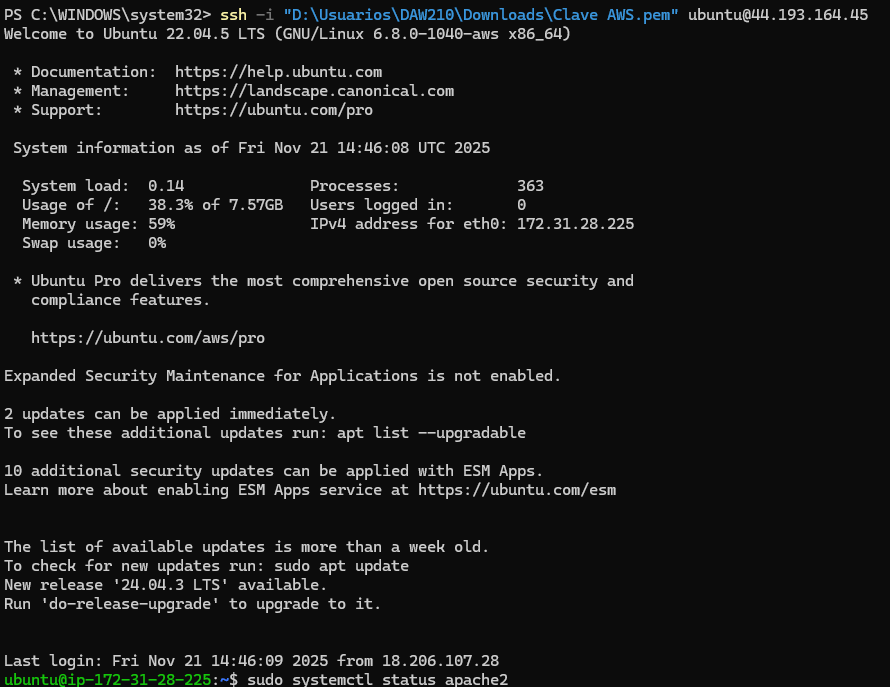 PS C:\WINDOWS\system32> ssh -i "D:\Usuarios\DAW210\Downloads\Clave AWS.pem" ubuntu@44.193.164.45
Welcome to Ubuntu 22.04.5 LTS (GNU/Linux 6.8.0-1040-aws x86_64)

 * Documentation:  https://help.ubuntu.com
 * Management:     https://landscape.canonical.com
 * Support:        https://ubuntu.com/pro

 System information as of Fri Nov 21 14:46:08 UTC 2025

  System load:  0.14              Processes:             363
  Usage of /:   38.3% of 7.57GB   Users logged in:       0
  Memory usage: 59%               IPv4 address for eth0: 172.31.28.225
  Swap usage:   0%

 * Ubuntu Pro delivers the most comprehensive open source security and
   compliance features.

   https://ubuntu.com/aws/pro

Expanded Security Maintenance for Applications is not enabled.

2 updates can be applied immediately.
To see these additional updates run: apt list --upgradable

10 additional security updates can be applied with ESM Apps.
Learn more about enabling ESM Apps service at https://ubuntu.com/esm


The list of available updates is more than a week old.
To check for new updates run: sudo apt update
New release '24.04.3 LTS' available.
Run 'do-release-upgrade' to upgrade to it.


Last login: Fri Nov 21 14:46:09 2025 from 18.206.107.28
ubuntu@ip-172-31-28-225:~$ sudo systemctl status apache2